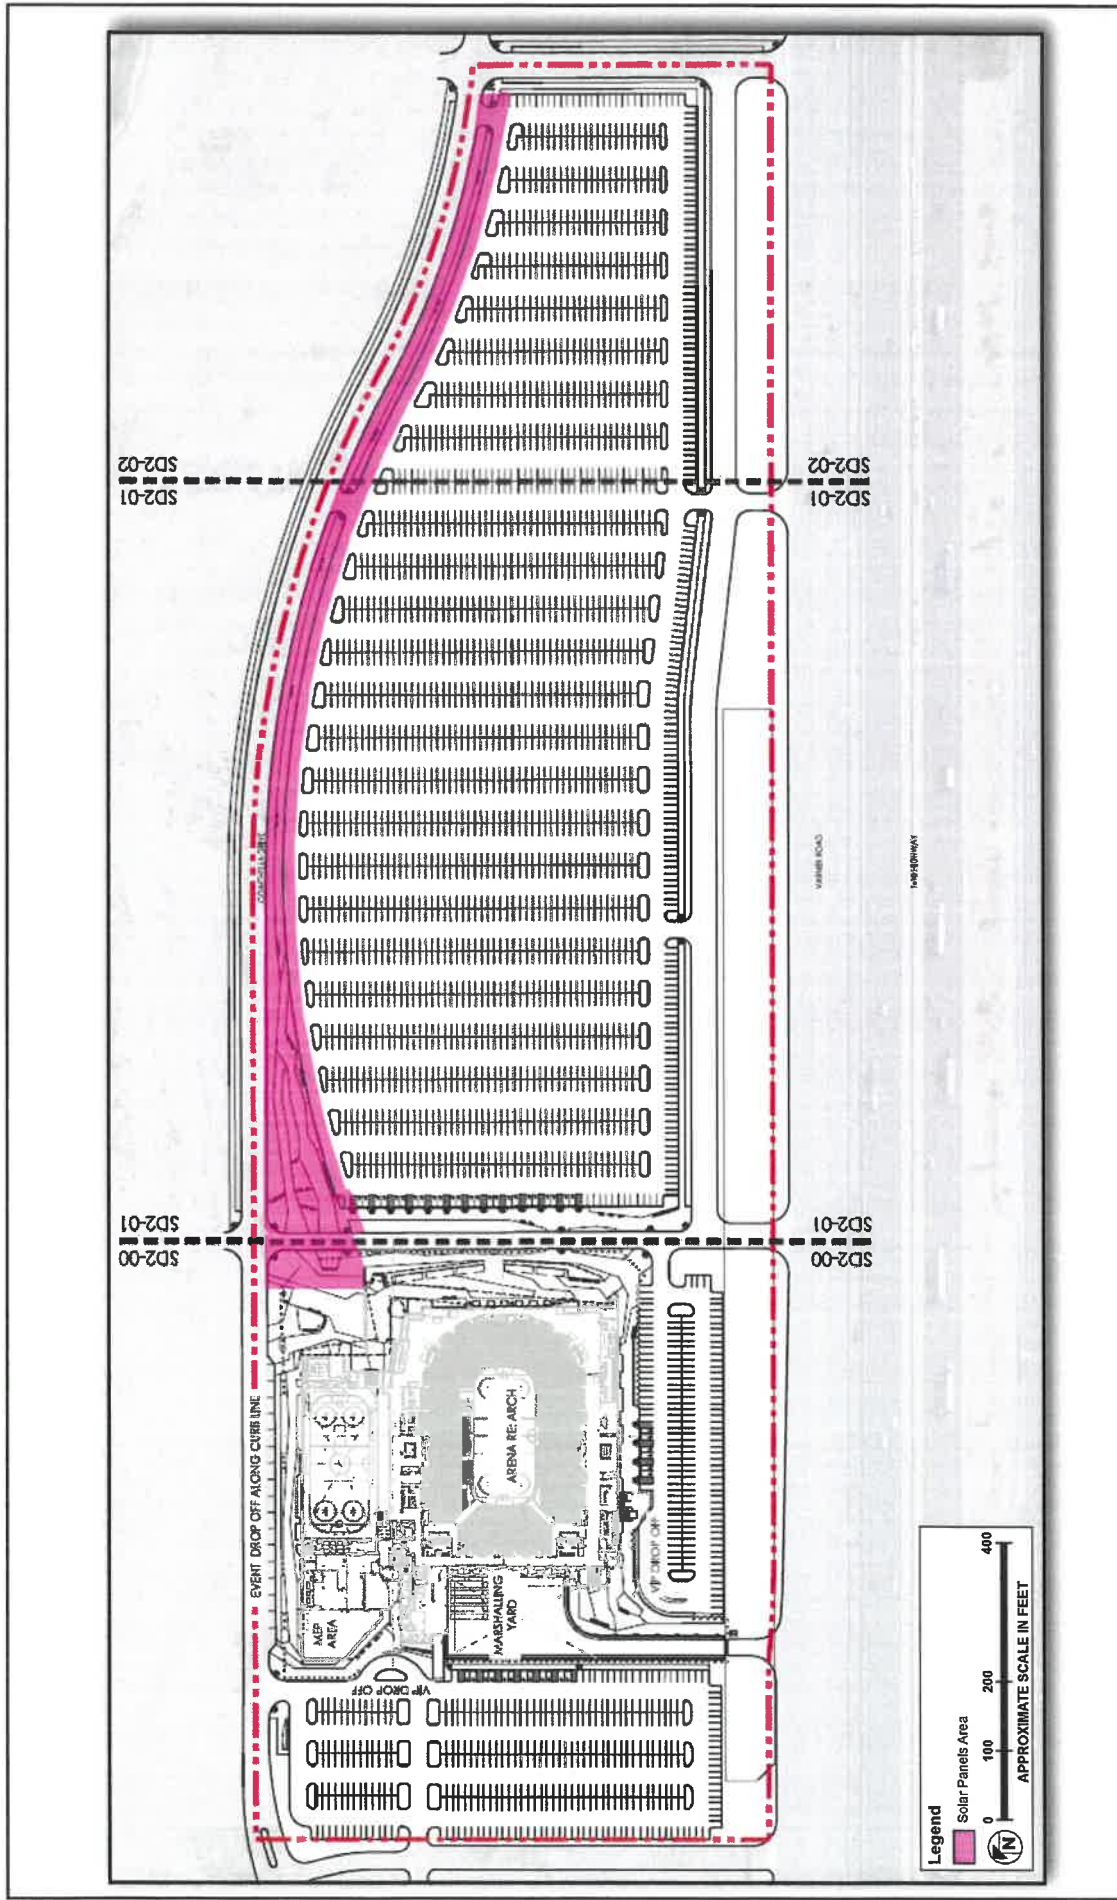 SD2-02
SD2-01
SD2-02
SD2-01
VARNER ROAD
SD2-01
SD2-00
SD2-01
SD2-00
EVENT DROP OFF ALONG CURB LINE
ARENA RE: ARCH
MEP
AREA
MARSHALLING
YARD
VIP DROP OFF
VIP DROP OFF
Legend
Solar Panels Area
0
100
200
400
APPROXIMATE SCALE IN FEET
N